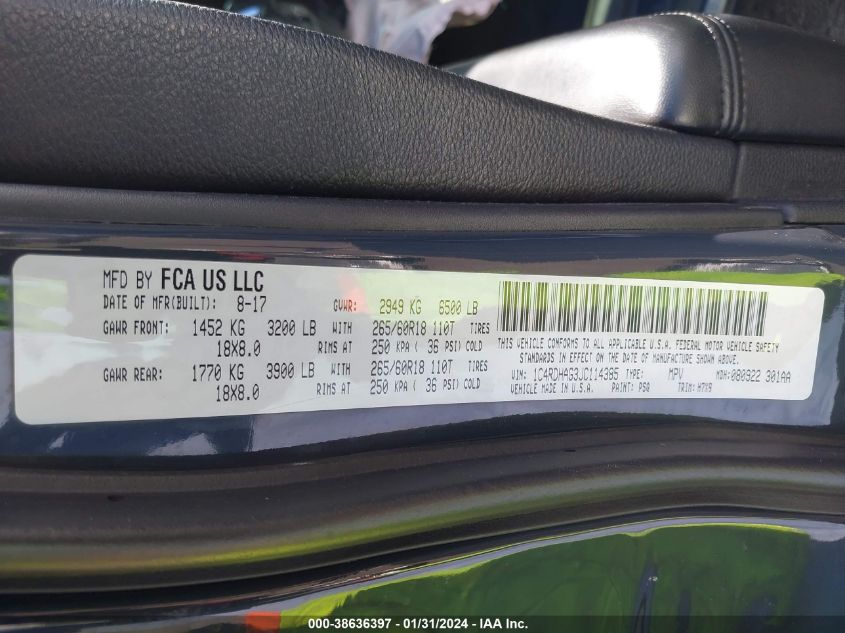 MFD BY FCA US LLC
DATE OF MFR(BUILT): 8-17 GVWR: 2949 KG 6500 LB
GAWR FRONT: 1452 KG 3200 LB WITH 265/60R18 110T TIRES
18X8.0 RIMS AT 250 KPA ( 36 PSI) COLD
GAWR REAR: 1770 KG 3900 LB WITH 265/60R18 110T TIRES
18X8.0 RIMS AT 250 KPA ( 36 PSI) COLD
THIS VEHICLE CONFORMS TO ALL APPLICABLE U.S.A. FEDERAL MOTOR VEHICLE SAFETY
STANDARDS IN EFFECT ON THE DATE OF MANUFACTURE SHOWN ABOVE.
VIN: 1C4RDHAG3JC114385 TYPE: MPV MDH: 080922 301AA
MADE IN U.S.A. PAINT: PS8 TRIM: H7X9
000-38636397 - 01/31/2024 - IAA Inc.